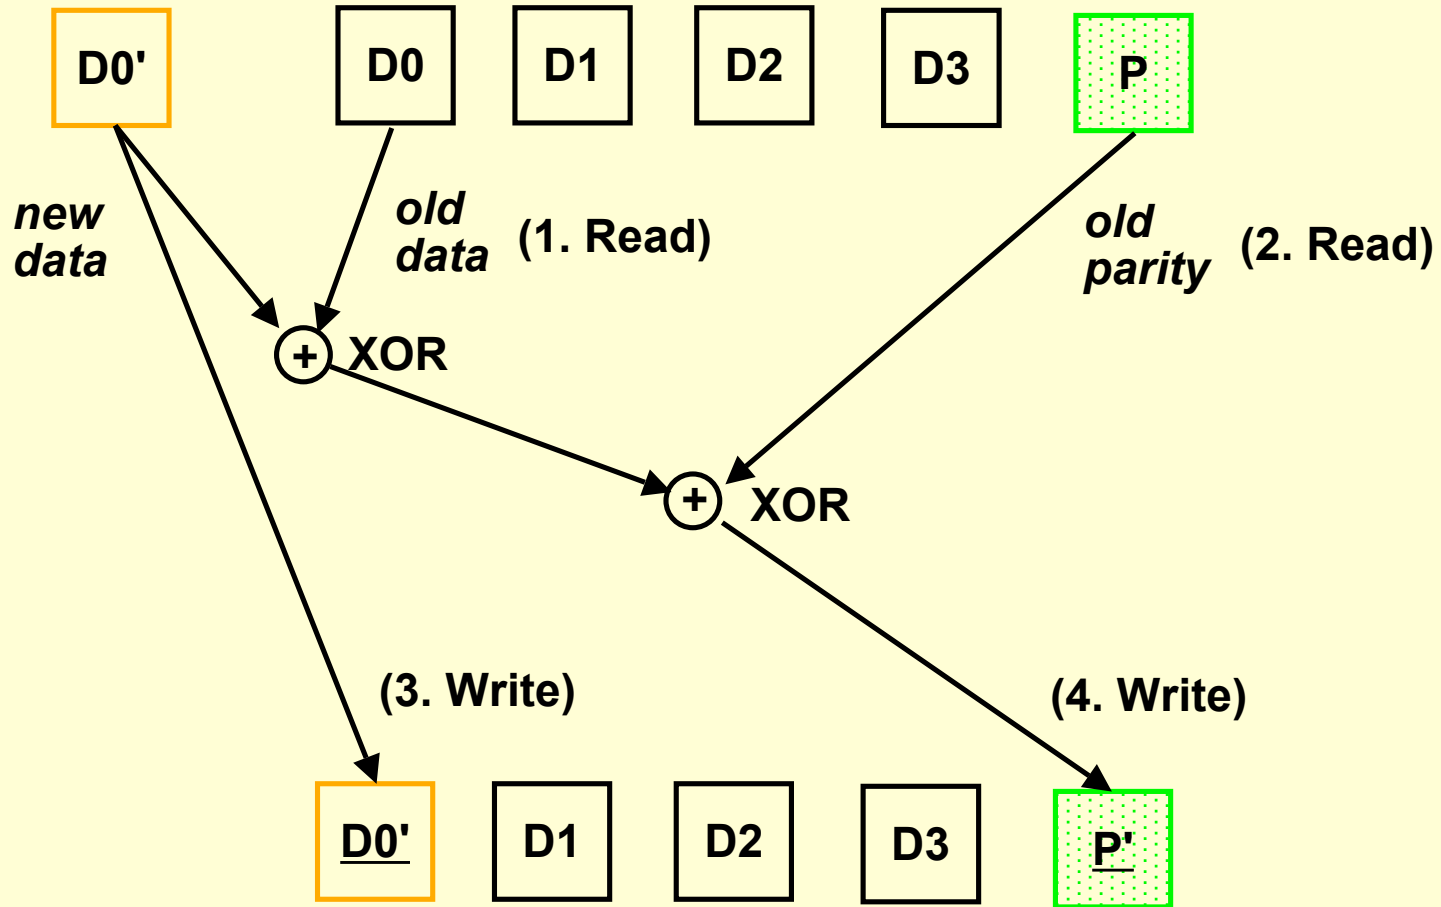 D0' D0 D1 D2 D3 P
new data
old data (1. Read)
old parity (2. Read)
+ XOR
+ XOR
(3. Write)
(4. Write)
D0' D1 D2 D3 P'